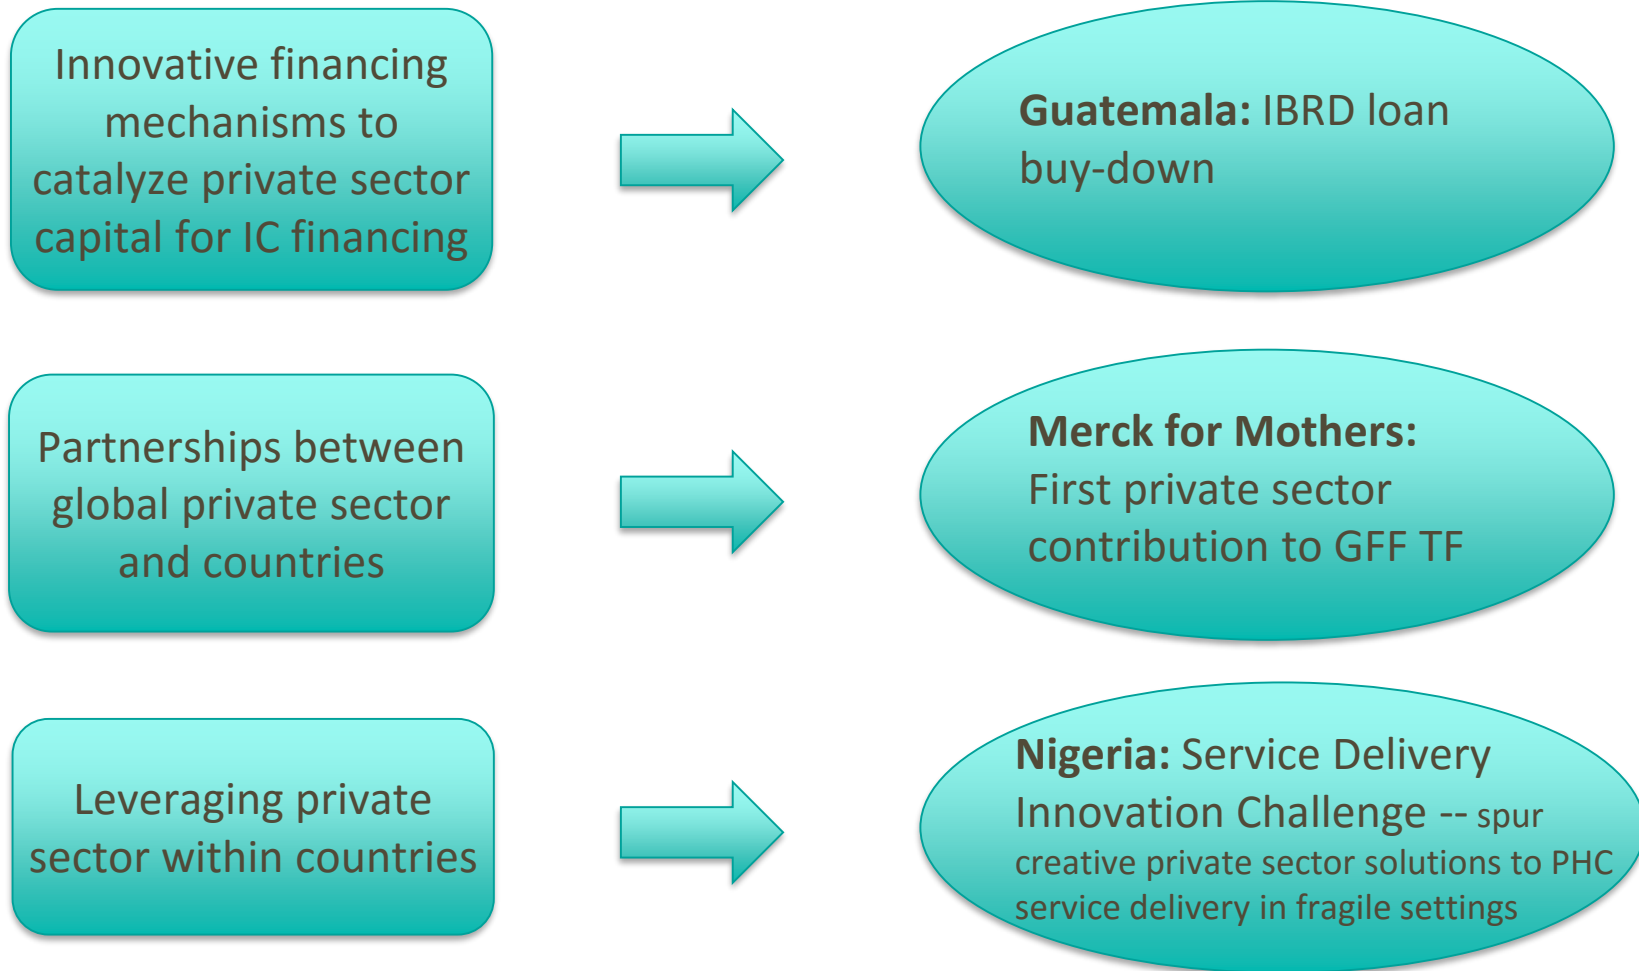 Innovative financing
mechanisms to
catalyze private sector
capital for IC financing
Guatemala: IBRD loan
buy-down
Partnerships between
global private sector
and countries
Merck for Mothers:
First private sector
contribution to GFF TF
Leveraging private
sector within countries
Nigeria: Service Delivery
Innovation Challenge -- spur
creative private sector solutions to PHC
service delivery in fragile settings